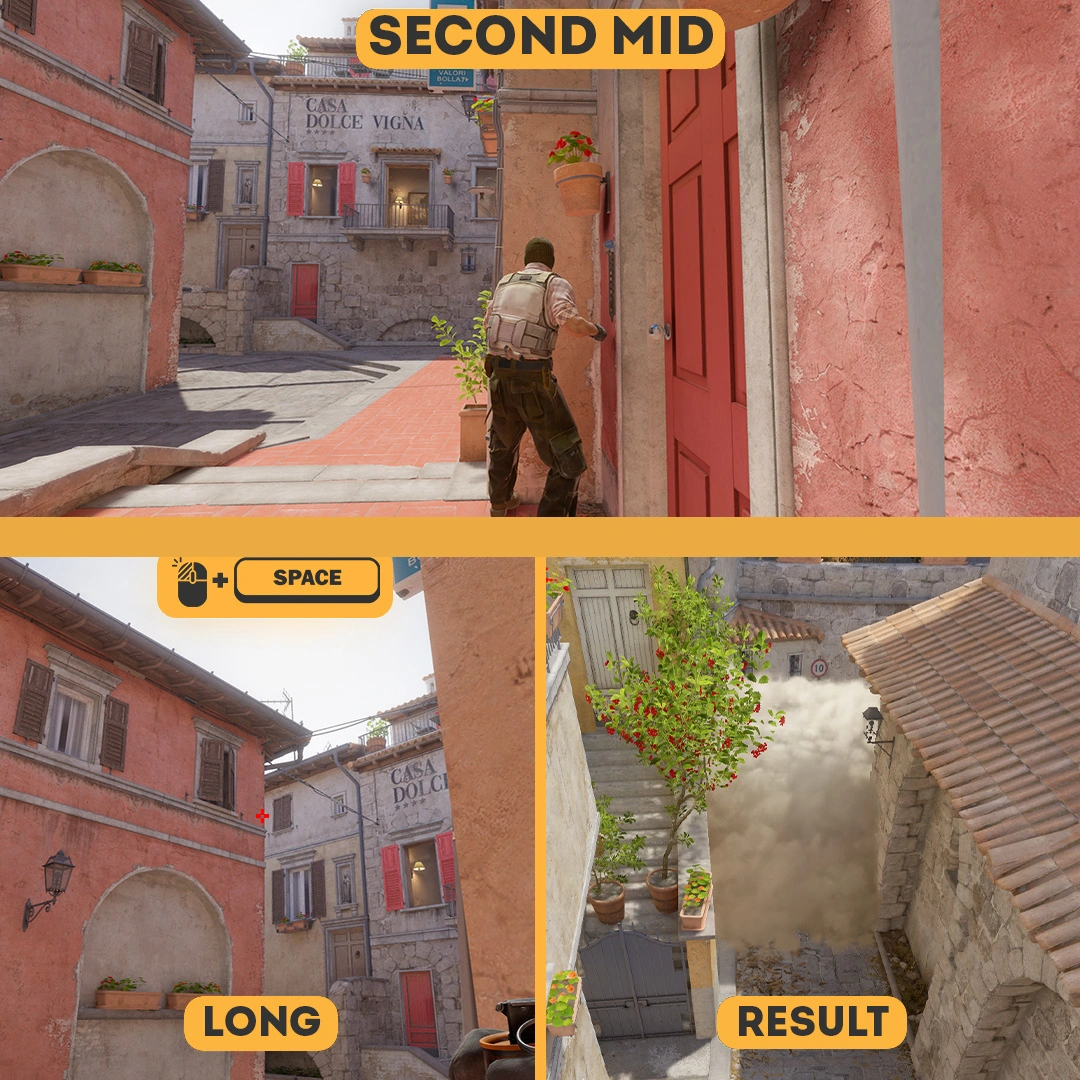 SECOND MID
VALORI
BOLLATI
CASA
DOLCE VIGNA
SPACE
CASA
DOLCE
10
LONG
RESULT